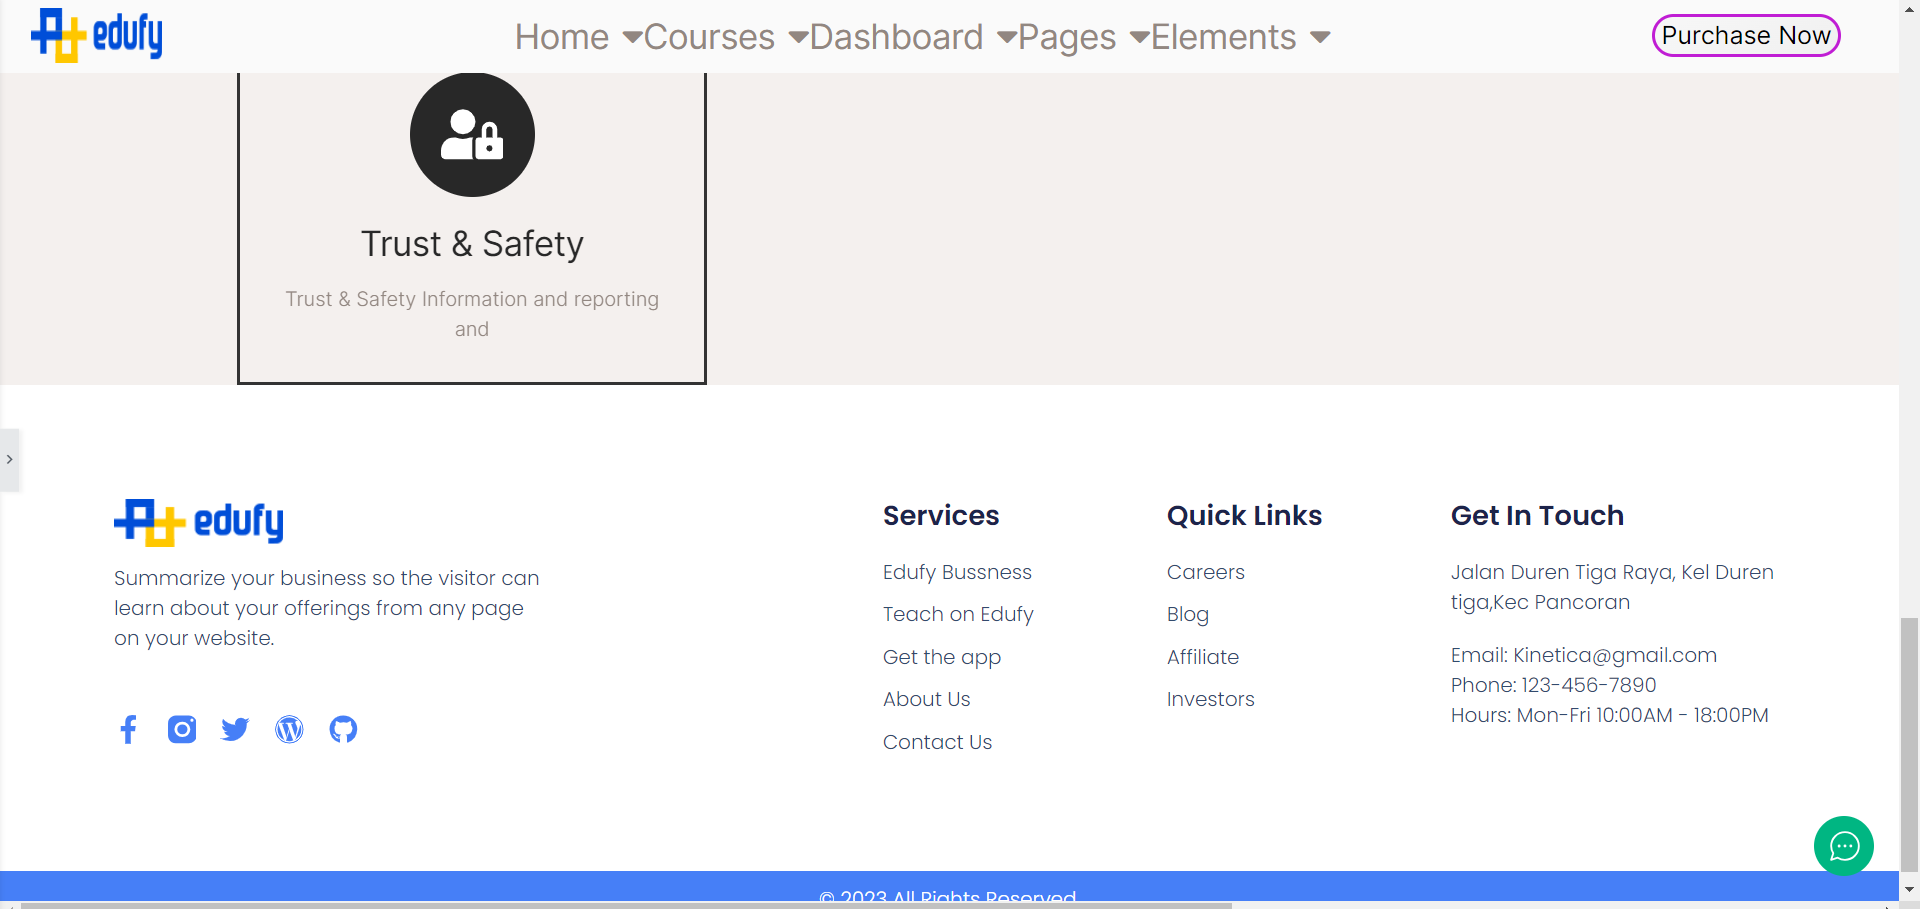 edufy
Home Courses Dashboard Pages Elements
Purchase Now
Trust & Safety
Trust & Safety Information and reporting
and
edufy
Summarize your business so the visitor can
learn about your offerings from any page
on your website.
Services
Edufy Bussness
Teach on Edufy
Get the app
About Us
Contact Us
Quick Links
Careers
Blog
Affiliate
Investors
Get In Touch
Jalan Duren Tiga Raya, Kel Duren
tiga,Kec Pancoran
Email: Kinetica@gmail.com
Phone: 123-456-7890
Hours: Mon-Fri 10:00AM - 18:00PM
© 2023 All Rights Reserved